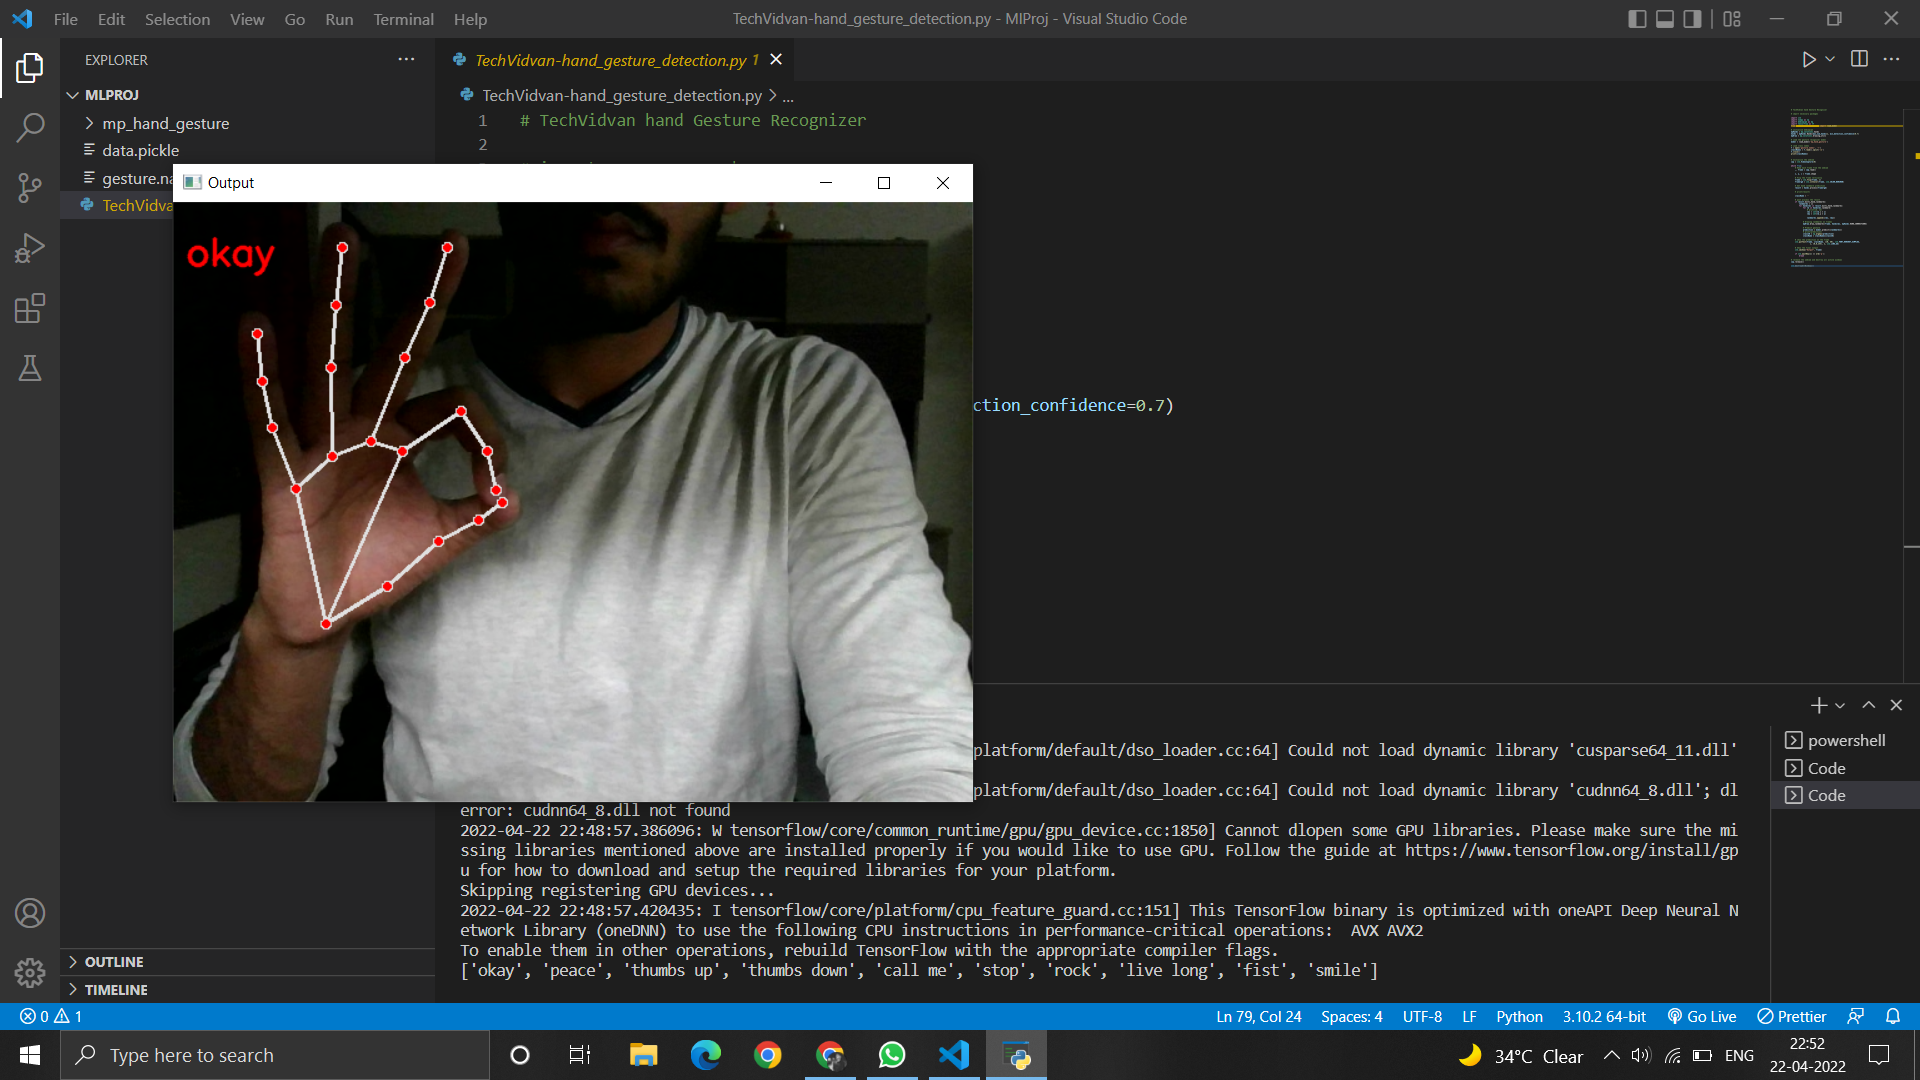 File Edit Selection View Go Run Terminal Help
TechVidvan-hand_gesture_detection.py - MlProj - Visual Studio Code
EXPLORER
MLPROJ
mp_hand_gesture
data.pickle
gesture.na
TechVidva
TechVidvan-hand_gesture_detection.py 1
TechVidvan-hand_gesture_detection.py > ...
1 # TechVidvan hand Gesture Recognizer
2
Output
okay
ction_confidence=0.7)
platform/default/dso_loader.cc:64] Could not load dynamic library 'cusparse64_11.dll'
platform/default/dso_loader.cc:64] Could not load dynamic library 'cudnn64_8.dll'; dl
error: cudnn64_8.dll not found
2022-04-22 22:48:57.386096: W tensorflow/core/common_runtime/gpu/gpu_device.cc:1850] Cannot dlopen some GPU libraries. Please make sure the mi
ssing libraries mentioned above are installed properly if you would like to use GPU. Follow the guide at https://www.tensorflow.org/install/gp
u for how to download and setup the required libraries for your platform.
Skipping registering GPU devices...
2022-04-22 22:48:57.420435: I tensorflow/core/platform/cpu_feature_guard.cc:151] This TensorFlow binary is optimized with oneAPI Deep Neural N
etwork Library (oneDNN) to use the following CPU instructions in performance-critical operations:  AVX AVX2
To enable them in other operations, rebuild TensorFlow with the appropriate compiler flags.
['okay', 'peace', 'thumbs up', 'thumbs down', 'call me', 'stop', 'rock', 'live long', 'fist', 'smile']
powershell
Code
Code
OUTLINE
TIMELINE
0 1
Ln 79, Col 24 Spaces: 4 UTF-8 LF Python 3.10.2 64-bit Go Live Prettier
Type here to search
34°C Clear
ENG
22:52
22-04-2022